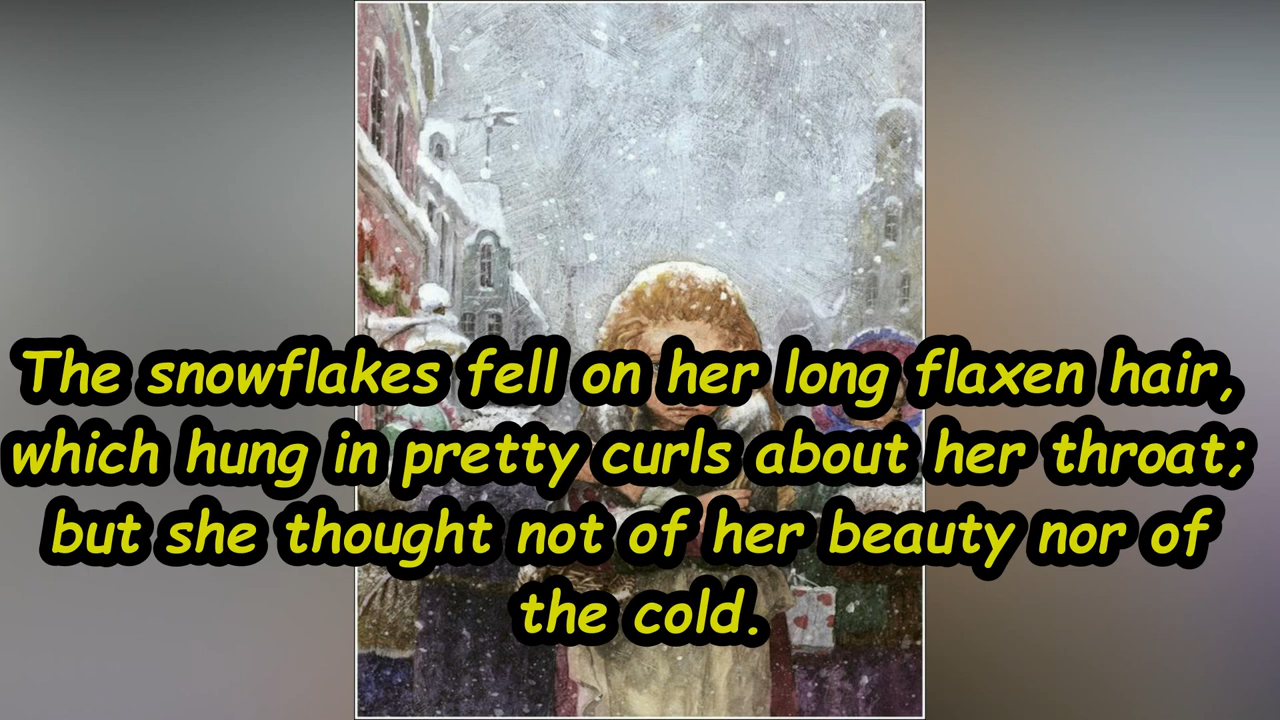 The snowflakes fell on her long flaxen hair,
which hung in pretty curls about her throat;
but she thought not of her beauty nor of
the cold.